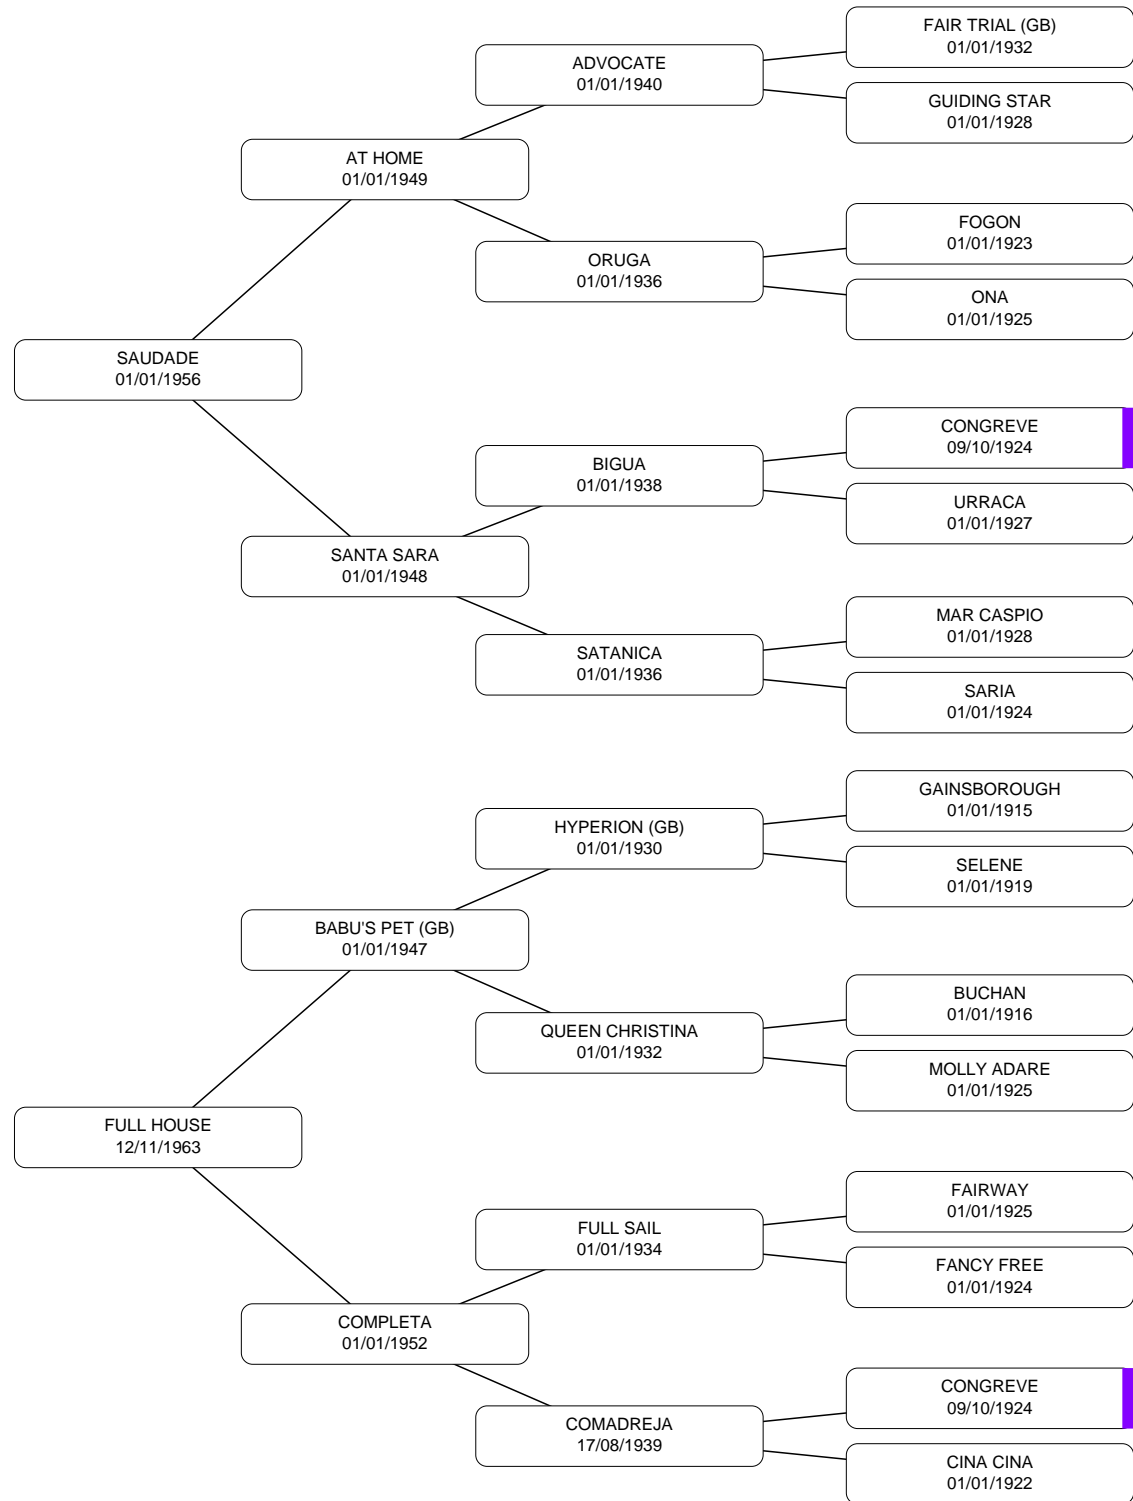 FAIR TRIAL (GB)
01/01/1932
ADVOCATE
01/01/1940
GUIDING STAR
01/01/1928
AT HOME
01/01/1949
FOGON
01/01/1923
ORUGA
01/01/1936
ONA
01/01/1925
SAUDADE
01/01/1956
CONGREVE
09/10/1924
BIGUA
01/01/1938
URRACA
01/01/1927
SANTA SARA
01/01/1948
MAR CASPIO
01/01/1928
SATANICA
01/01/1936
SARIA
01/01/1924
GAINSBOROUGH
01/01/1915
HYPERION (GB)
01/01/1930
SELENE
01/01/1919
BABU'S PET (GB)
01/01/1947
BUCHAN
01/01/1916
QUEEN CHRISTINA
01/01/1932
MOLLY ADARE
01/01/1925
FULL HOUSE
12/11/1963
FAIRWAY
01/01/1925
FULL SAIL
01/01/1934
FANCY FREE
01/01/1924
COMPLETA
01/01/1952
CONGREVE
09/10/1924
COMADREJA
17/08/1939
CINA CINA
01/01/1922